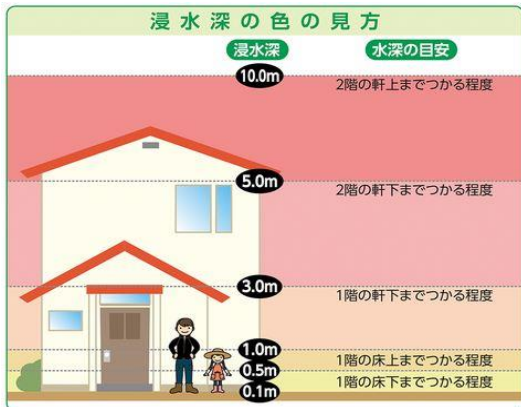 浸水深の色の見方
浸水深 水深の目安
10.0m
2階の軒上までつかる程度
5.0m
2階の軒下までつかる程度
3.0m
1階の軒下までつかる程度
1.0m
1階の床上までつかる程度
0.5m
1階の床下までつかる程度
0.1m